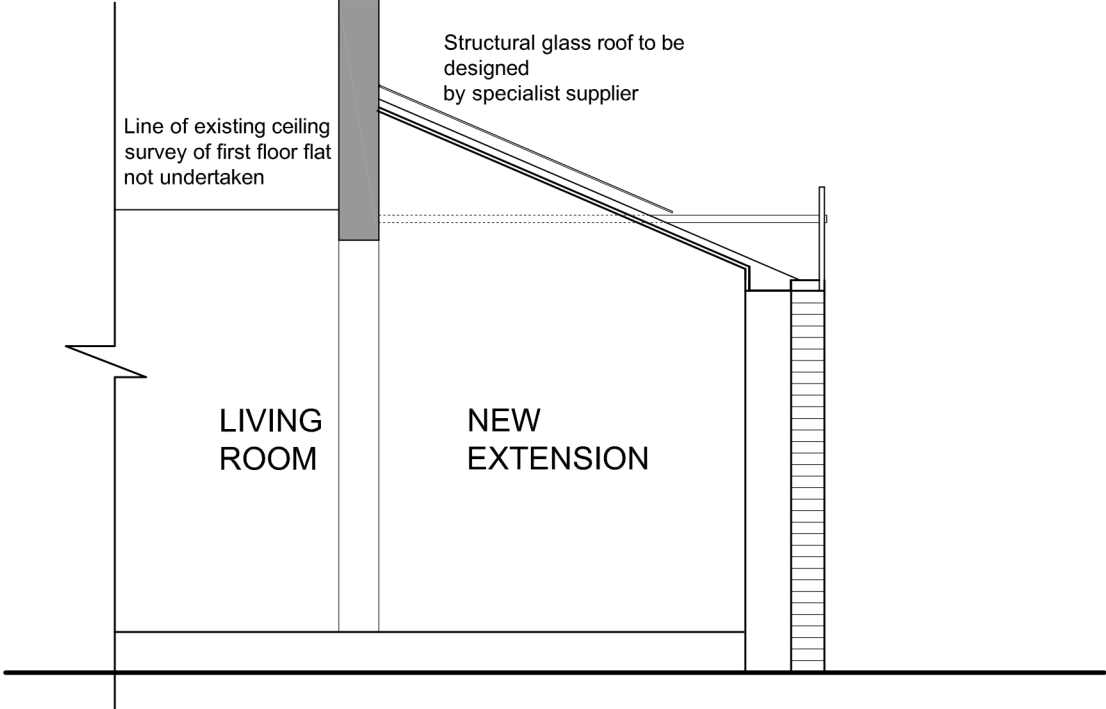 Structural glass roof to be
designed
by specialist supplier
Line of existing ceiling
survey of first floor flat
not undertaken
LIVING
ROOM
NEW
EXTENSION